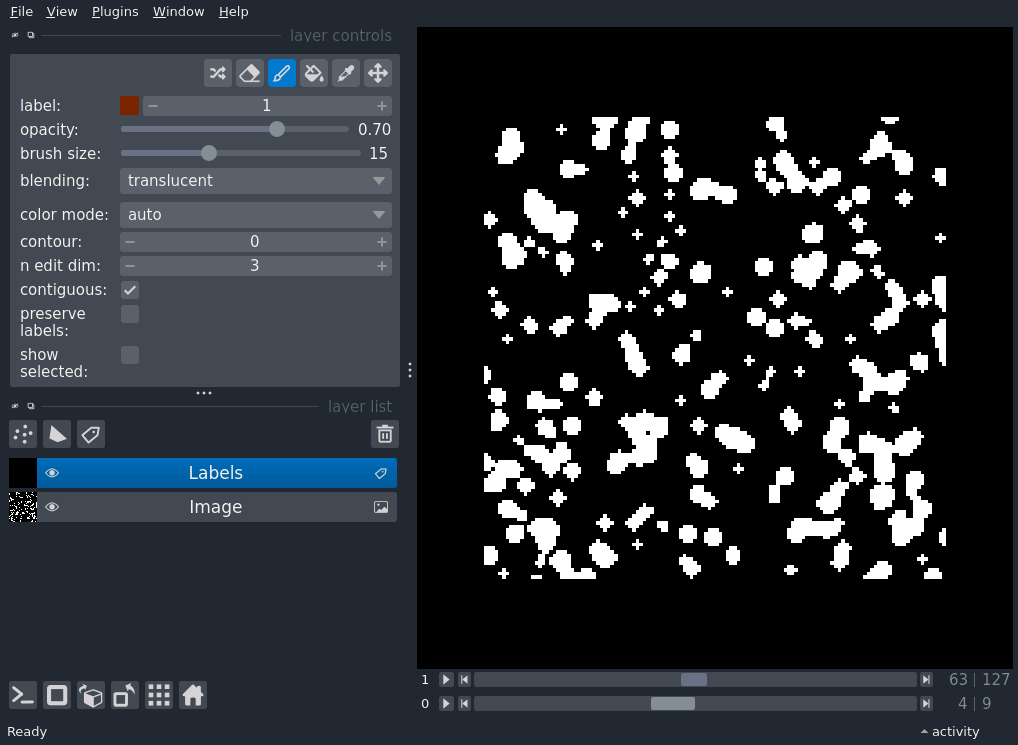 File View Plugins Window Help
layer controls
label: 1
opacity: 0.70
brush size: 15
blending: translucent
color mode: auto
contour: 0
n edit dim: 3
contiguous:
preserve
labels:
show
selected:
layer list
Labels
Image
1 63 | 127
0 4 | 9
Ready activity